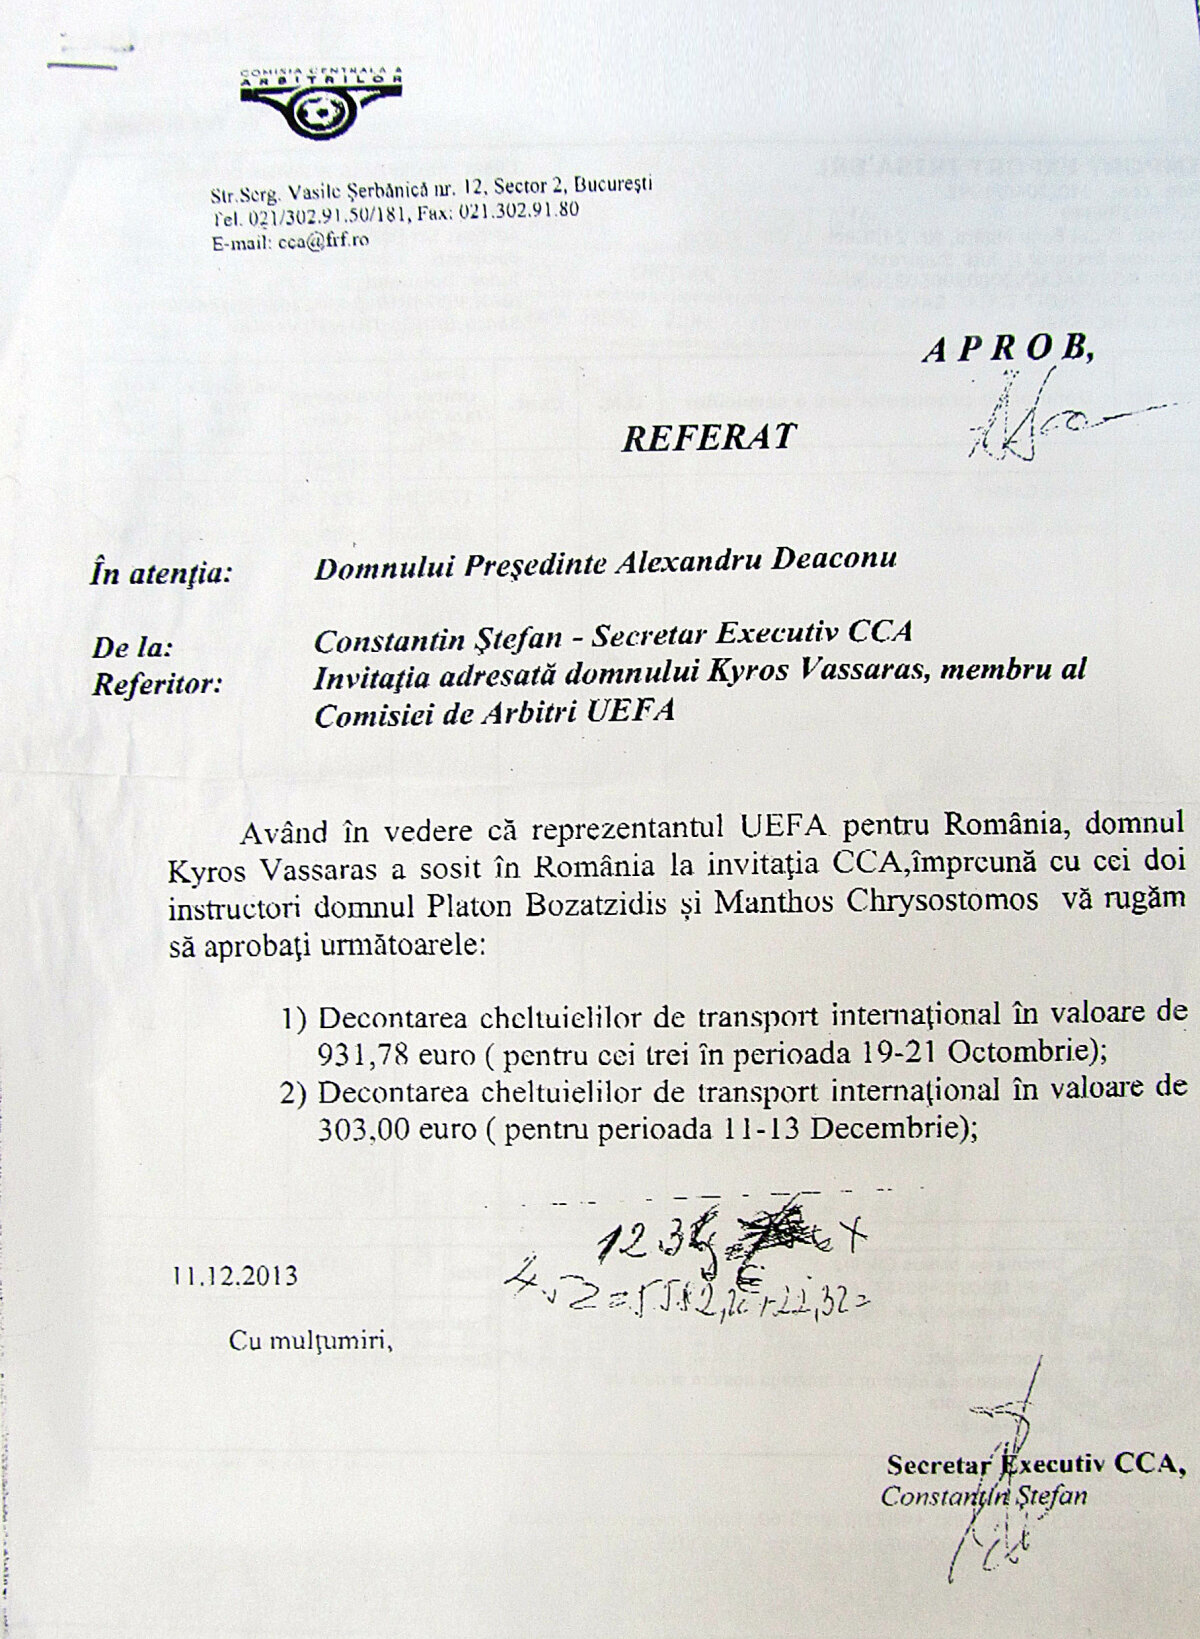 COMISIA CENTRALA A
ARBITRILOR
Str.Serg. Vasile Şerbănică nr. 12, Sector 2, Bucureşti
Tel. 021/302.91.50/181, Fax: 021.302.91.80
E-mail: cca@frf.ro
A P R O B,
REFERAT
În atenţia: Domnului Preşedinte Alexandru Deaconu
De la: Constantin Ştefan - Secretar Executiv CCA
Referitor: Invitaţia adresată domnului Kyros Vassaras, membru al
Comisiei de Arbitri UEFA
Având în vedere că reprezentantul UEFA pentru România, domnul
Kyros Vassaras a sosit în România la invitaţia CCA,împreună cu cei doi
instructori domnul Platon Bozatzidis și Manthos Chrysostomos vă rugăm
să aprobaţi următoarele:
1) Decontarea cheltuielilor de transport internaţional în valoare de
931,78 euro ( pentru cei trei în perioada 19-21 Octombrie);
2) Decontarea cheltuielilor de transport internaţional în valoare de
303,00 euro ( pentru perioada 11-13 Decembrie);
11.12.2013
Cu mulţumiri,
Secretar Executiv CCA,
Constantin Ștefan